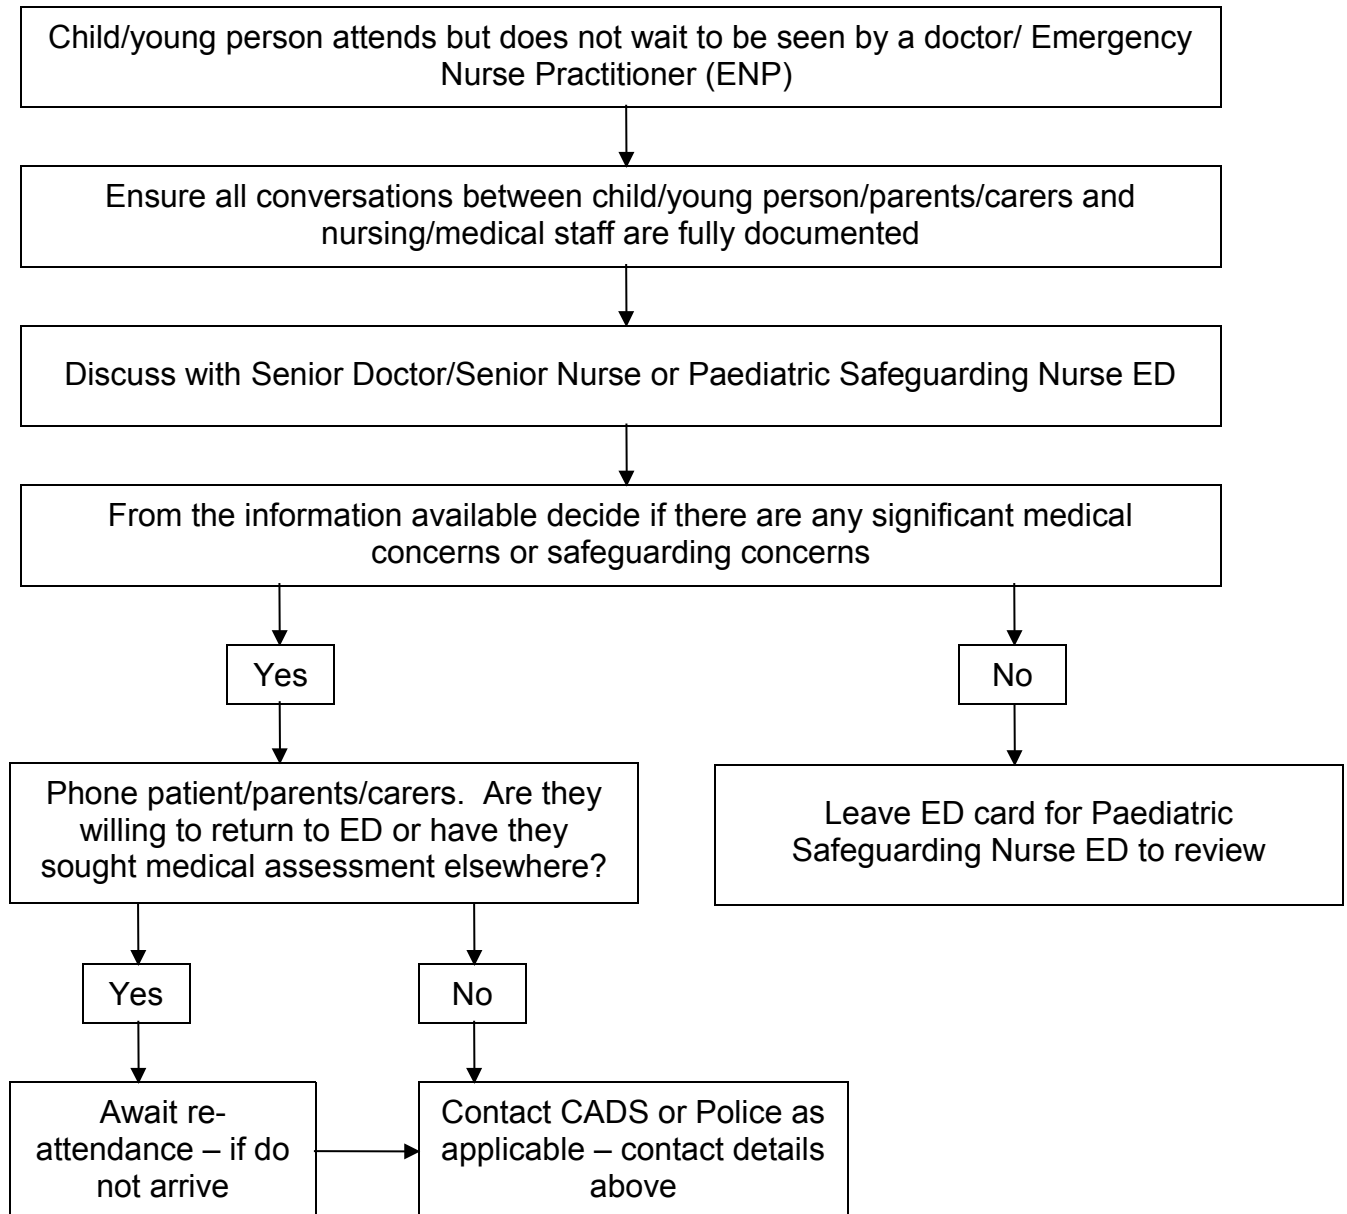 Child/young person attends but does not wait to be seen by a doctor/ Emergency
Nurse Practitioner (ENP)
Ensure all conversations between child/young person/parents/carers and
nursing/medical staff are fully documented
Discuss with Senior Doctor/Senior Nurse or Paediatric Safeguarding Nurse ED
From the information available decide if there are any significant medical
concerns or safeguarding concerns
Yes
No
Phone patient/parents/carers.  Are they
willing to return to ED or have they
sought medical assessment elsewhere?
Leave ED card for Paediatric
Safeguarding Nurse ED to review
Yes
No
Await re-
attendance – if do
not arrive
Contact CADS or Police as
applicable – contact details
above